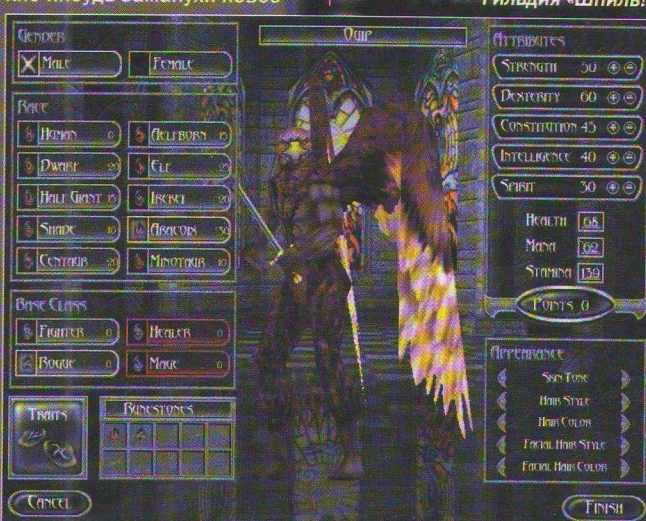 Гильдия «Шпиль!
Gender
Male
Female
Race
Human 0
Aelfborn 15
Dwarf 20
Elf
Half Giant 15
Irekei 20
Shade 10
Aracoix 30
Centaur 20
Minotaur 10
Base Class
Fighter 0
Healer 0
Rogue 0
Mage 0
Traits
Runestones
Cancel
Quip
Attributes
Strength 50
Dexterity 60
Constitution 45
Intelligence 40
Spirit 30
Health 68
Mana 62
Stamina 139
Points 0
Appearance
Skin Tone
Hair Style
Hair Color
Facial Hair Style
Facial Hair Color
Finish